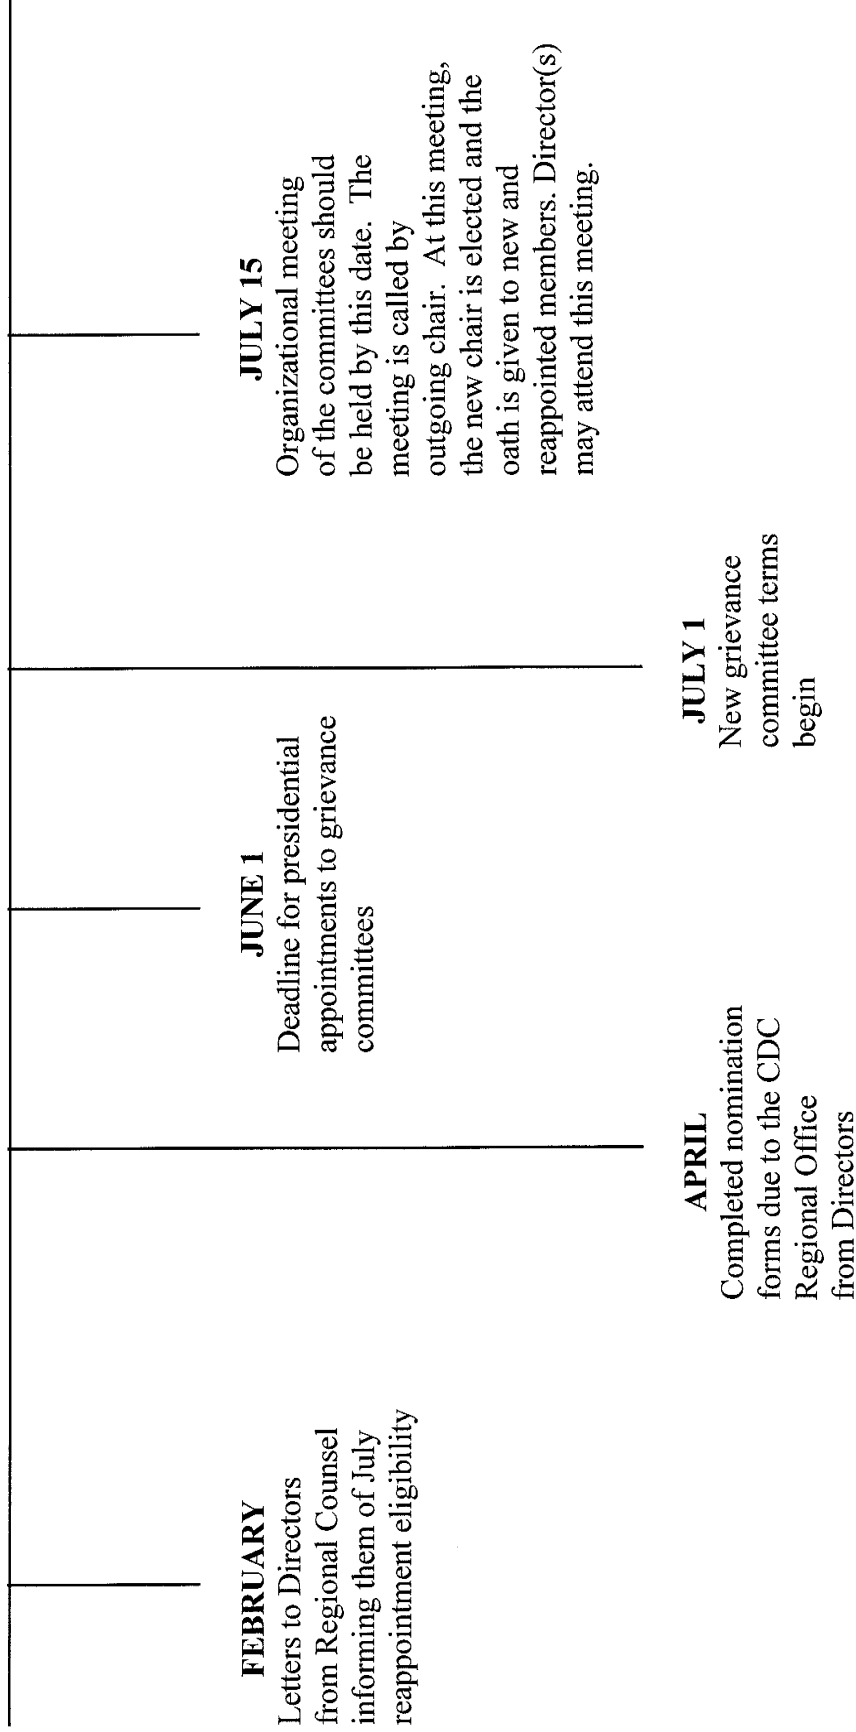 FEBRUARY
Letters to Directors
from Regional Counsel
informing them of July
reappointment eligibility
APRIL
Completed nomination
forms due to the CDC
Regional Office
from Directors
JUNE 1
Deadline for presidential
appointments to grievance
committees
JULY 1
New grievance
committee terms
begin
JULY 15
Organizational meeting
of the committees should
be held by this date. The
meeting is called by
outgoing chair. At this meeting,
the new chair is elected and the
oath is given to new and
reappointed members. Director(s)
may attend this meeting.